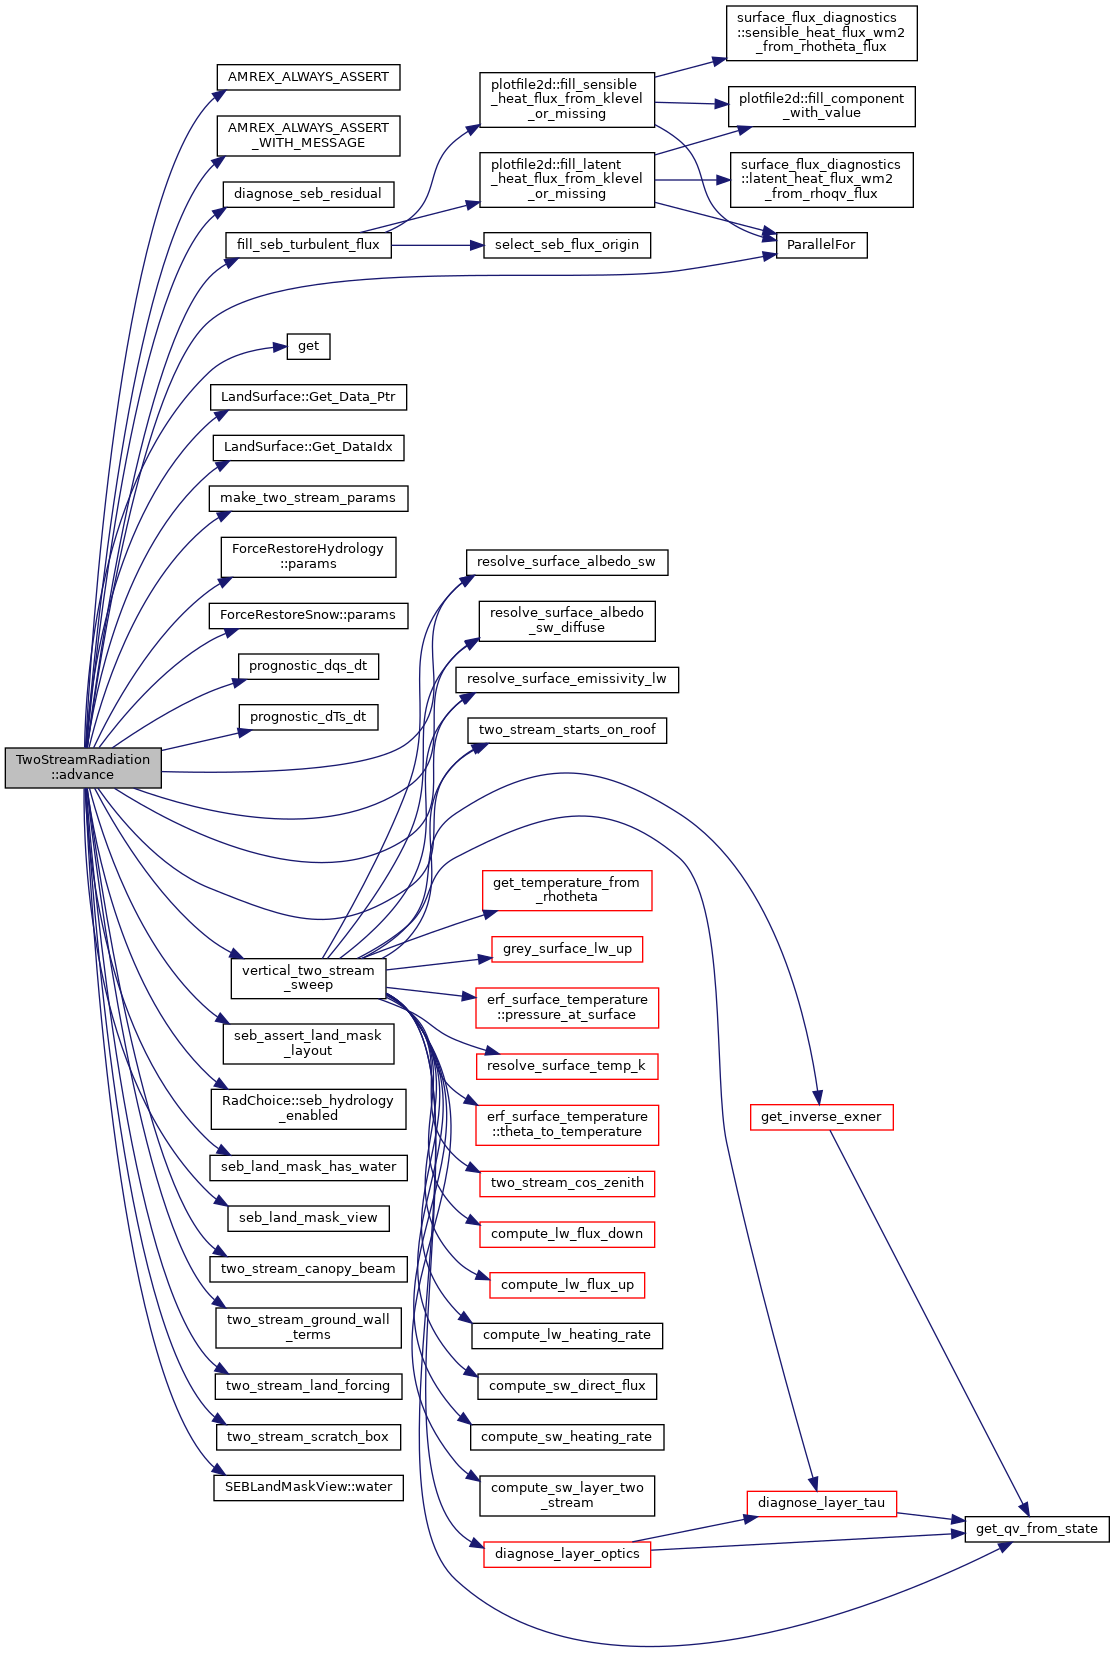 TwoStreamRadiation
::advance
AMREX_ALWAYS_ASSERT
AMREX_ALWAYS_ASSERT
_WITH_MESSAGE
diagnose_seb_residual
fill_seb_turbulent_flux
get
LandSurface::Get_Data_Ptr
LandSurface::Get_DataIdx
make_two_stream_params
ForceRestoreHydrology
::params
ForceRestoreSnow::params
prognostic_dqs_dt
prognostic_dTs_dt
vertical_two_stream
_sweep
seb_assert_land_mask
_layout
RadChoice::seb_hydrology
_enabled
seb_land_mask_has_water
seb_land_mask_view
two_stream_canopy_beam
two_stream_ground_wall
_terms
two_stream_land_forcing
two_stream_scratch_box
SEBLandMaskView::water
plotfile2d::fill_sensible
_heat_flux_from_klevel
_or_missing
plotfile2d::fill_latent
_heat_flux_from_klevel
_or_missing
select_seb_flux_origin
resolve_surface_albedo_sw
resolve_surface_albedo
_sw_diffuse
resolve_surface_emissivity_lw
two_stream_starts_on_roof
get_temperature_from
_rhotheta
grey_surface_lw_up
erf_surface_temperature
::pressure_at_surface
resolve_surface_temp_k
erf_surface_temperature
::theta_to_temperature
two_stream_cos_zenith
compute_lw_flux_down
compute_lw_flux_up
compute_lw_heating_rate
compute_sw_direct_flux
compute_sw_heating_rate
compute_sw_layer_two
_stream
diagnose_layer_optics
surface_flux_diagnostics
::sensible_heat_flux_wm2
_from_rhotheta_flux
plotfile2d::fill_component
_with_value
surface_flux_diagnostics
::latent_heat_flux_wm2
_from_rhoqv_flux
ParallelFor
get_inverse_exner
diagnose_layer_tau
get_qv_from_state